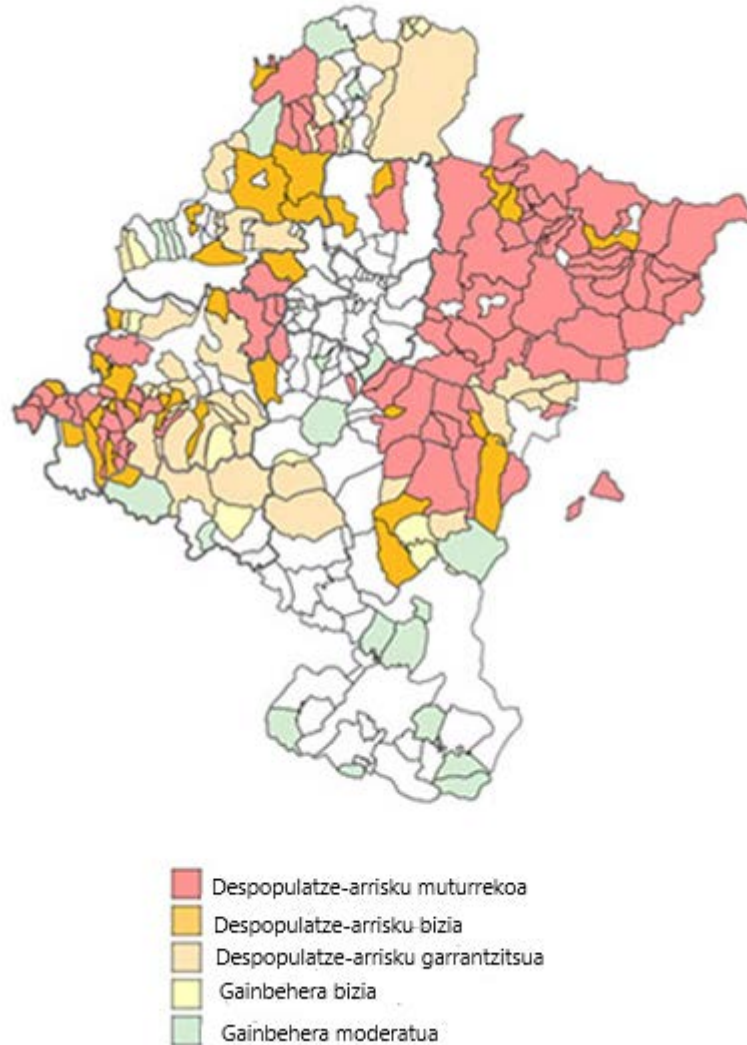 Despopulatze-arrisku muturrekoa
Despopulatze-arrisku bizia
Despopulatze-arrisku garrantzitsua
Gainbehera bizia
Gainbehera moderatua